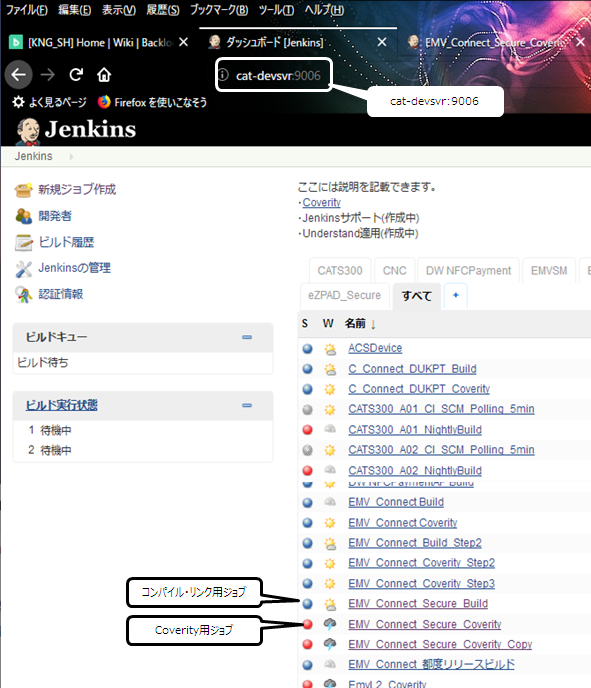 ファイル(F) 編集(E) 表示(V) 履歴(S) ブックマーク(B) ツール(T) ヘルプ(H)
[KNG_SH] Home | Wiki | Backlo
ダッシュボード [Jenkins]
EMV_Connect_Secure_Coverity
cat-devsvr:9006
cat-devsvr:9006
よく見るページ Firefox を使いこなそう
Jenkins
Jenkins
新規ジョブ作成
開発者
ビルド履歴
Jenkinsの管理
認証情報
ビルドキュー
ビルド待ち
ビルド実行状態
1 待機中
2 待機中
ここには説明を記載できます。
・Coverity
・Jenkinsサポート(作成中)
・Understand適用(作成中)
CATS300 CNC DW NFCPayment EMVSM
eZPAD_Secure すべて +
S W 名前 ↓
ACSDevice
C_Connect_DUKPT_Build
C_Connect_DUKPT_Coverity
CATS300_A01_CI_SCM_Polling_5min
CATS300_A01_NightlyBuild
CATS300_A02_CI_SCM_Polling_5min
CATS300_A02_NightlyBuild
DW NFCPaymentAP Build
EMV_Connect Build
EMV_Connect Coverity
EMV_Connect_Build_Step2
EMV_Connect_Coverity_Step2
EMV_Connect_Coverity_Step3
コンパイル・リンク用ジョブ
EMV_Connect_Secure_Build
Coverity用ジョブ
EMV_Connect_Secure_Coverity
EMV_Connect_Secure_Coverity_Copy
EMV_Connect_都度リリースビルド
EmvL2_Coverity